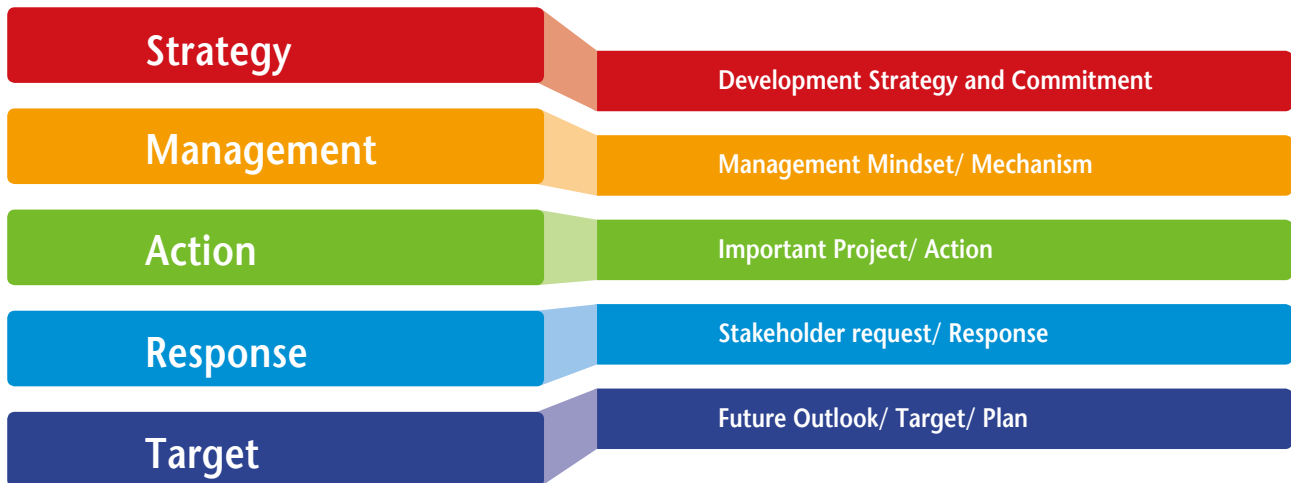 Strategy
Development Strategy and Commitment
Management
Management Mindset/ Mechanism
Action
Important Project/ Action
Response
Stakeholder request/ Response
Target
Future Outlook/ Target/ Plan